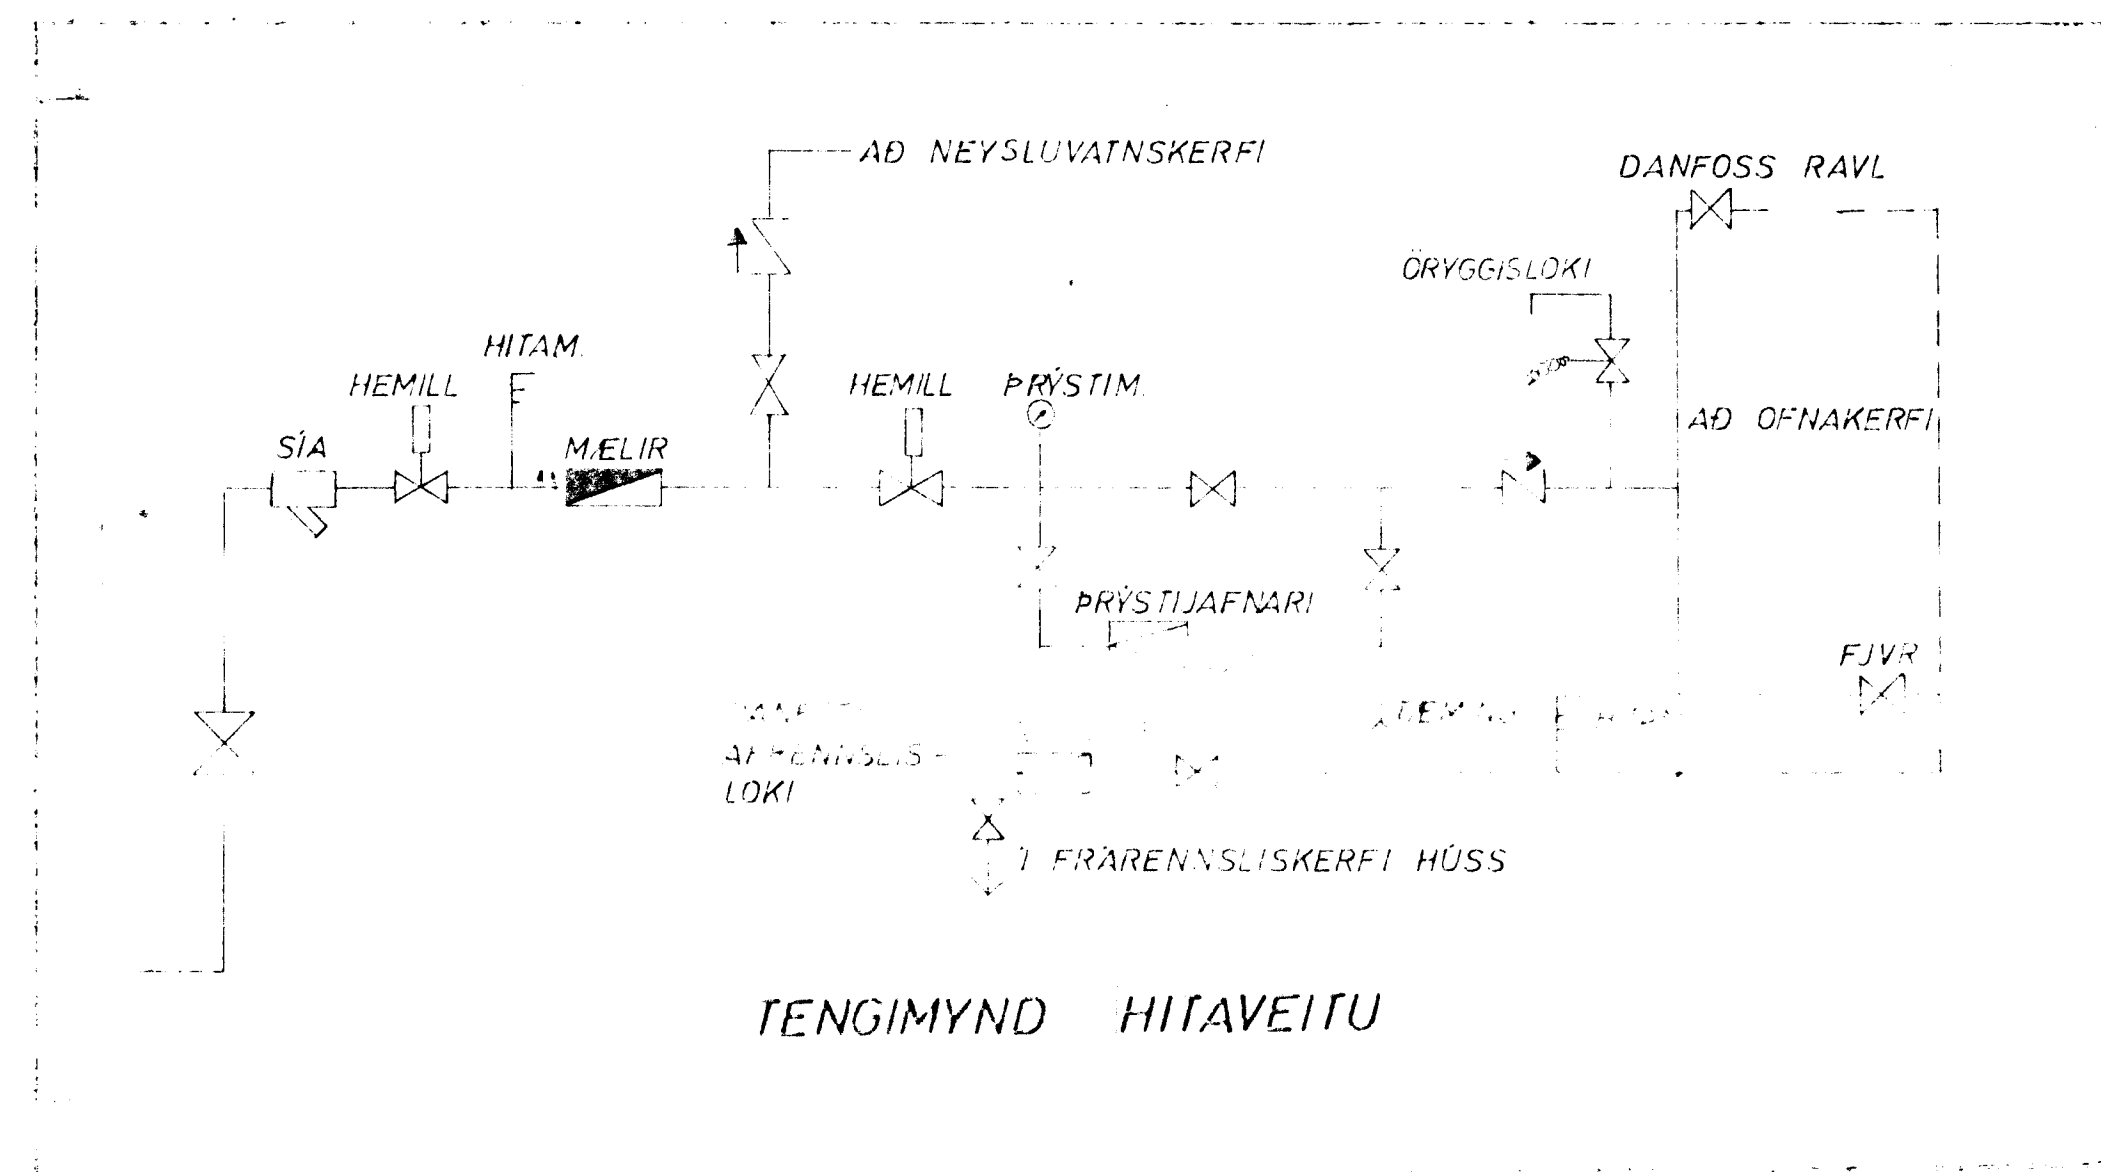 AÐ NEYSLUVATNSKERFI
DANFOSS RAVL
ÖRYGGISLOKI
HITAM.
HEMILL
HEMILL
ÞRÝSTIM.
AÐ OFNAKERFI
SÍA
MÆLIR
ÞRÝSTIJAFNARI
FJVR
AFRENNSLIS-
LOKI
Í FRÁRENNSLISKERFI HÚSS
TENGIMYND HITAVEITU